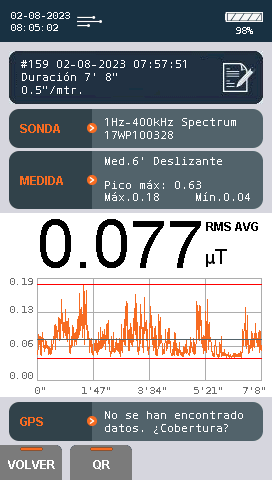 02-08-2023
08:05:02
98%
#159 02-08-2023 07:57:51
Duración 7' 8"
0.5"/mtr.
SONDA
1Hz-400kHz Spectrum
17WP100328
MEDIDA
Med.6' Deslizante
Pico máx: 0.63
Máx.0.18 Mín.0.04
0.077 RMS AVG
µT
0.19
0.13
0.06
0.00
0" 1'47" 3'34" 5'21" 7'8"
GPS
No se han encontrado
datos. ¿Cobertura?
VOLVER QR